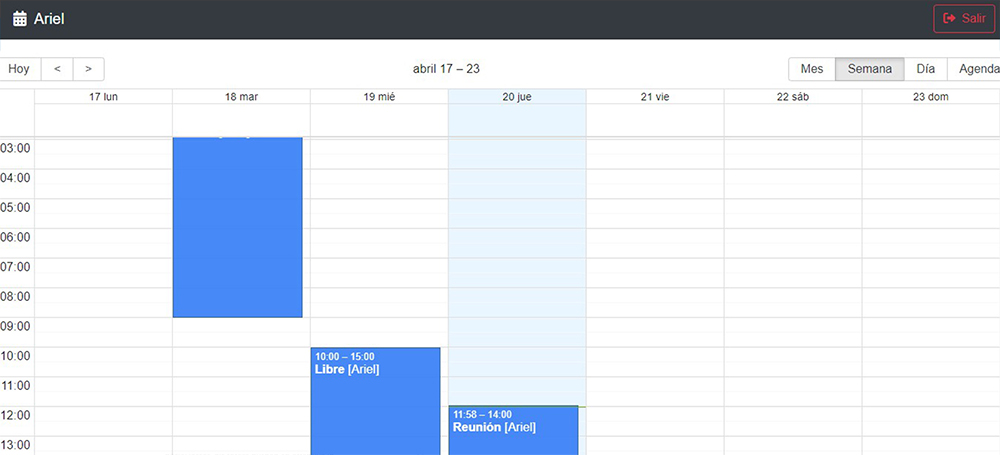 Ariel
Salir
Hoy < >
abril 17 – 23
Mes Semana Día Agenda
17 lun 18 mar 19 mié 20 jue 21 vie 22 sáb 23 dom
03:00
04:00
05:00
06:00
07:00
08:00
09:00
10:00
11:00
12:00
13:00
10:00 – 15:00
Libre [Ariel]
11:58 – 14:00
Reunión [Ariel]